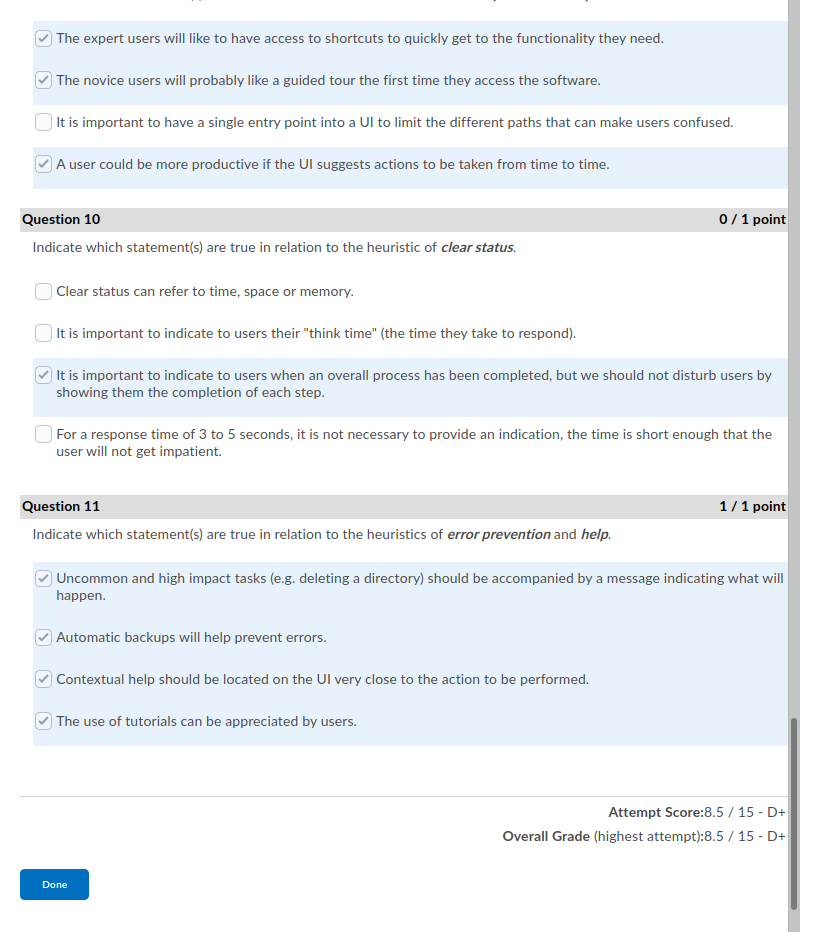 The expert users will like to have access to shortcuts to quickly get to the functionality they need.
The novice users will probably like a guided tour the first time they access the software.
It is important to have a single entry point into a UI to limit the different paths that can make users confused.
A user could be more productive if the UI suggests actions to be taken from time to time.
Question 10 0 / 1 point
Indicate which statement(s) are true in relation to the heuristic of clear status.
Clear status can refer to time, space or memory.
It is important to indicate to users their "think time" (the time they take to respond).
It is important to indicate to users when an overall process has been completed, but we should not disturb users by
showing them the completion of each step.
For a response time of 3 to 5 seconds, it is not necessary to provide an indication, the time is short enough that the
user will not get impatient.
Question 11 1 / 1 point
Indicate which statement(s) are true in relation to the heuristics of error prevention and help.
Uncommon and high impact tasks (e.g. deleting a directory) should be accompanied by a message indicating what will
happen.
Automatic backups will help prevent errors.
Contextual help should be located on the UI very close to the action to be performed.
The use of tutorials can be appreciated by users.
Attempt Score:8.5 / 15 - D+
Overall Grade (highest attempt):8.5 / 15 - D+
Done